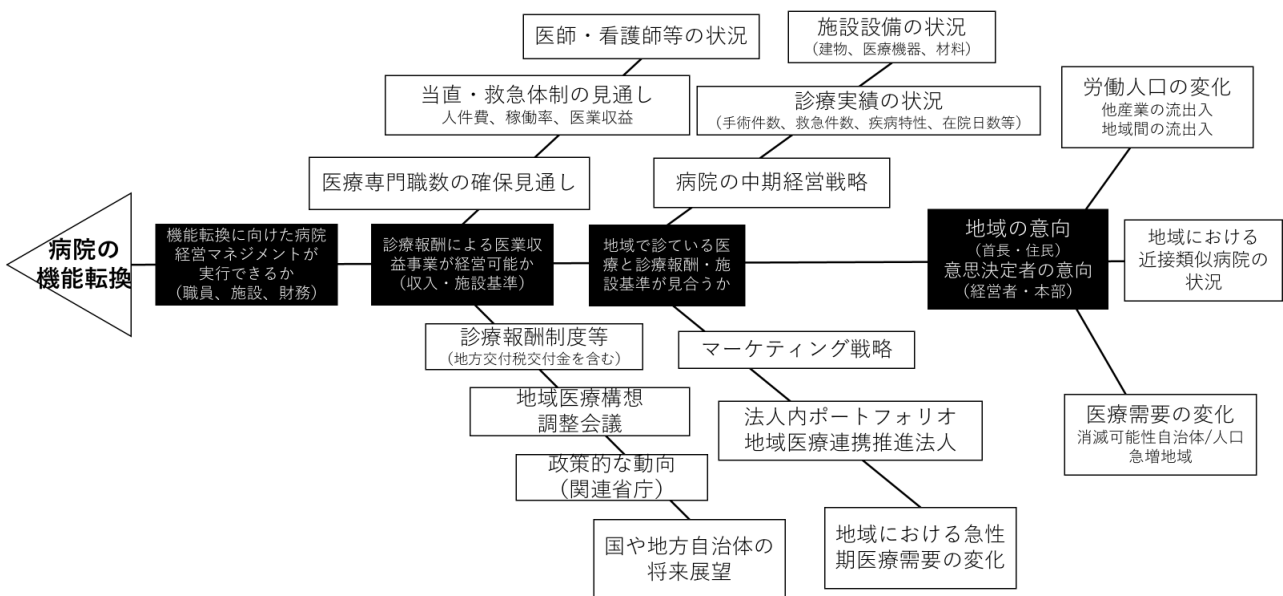 医師・看護師等の状況
施設設備の状況
（建物、医療機器、材料）
当直・救急体制の見通し
人件費、稼働率、医業収益
診療実績の状況
（手術件数、救急件数、疾病特性、在院日数等）
労働人口の変化
他産業の流出入
地域間の流出入
医療専門職数の確保見通し
病院の中期経営戦略
病院の
機能転換
機能転換に向けた病院
経営マネジメントが
実行できるか
（職員、施設、財務）
診療報酬による医業収
益事業が経営可能か
（収入・施設基準）
地域で診ている医
療と診療報酬・施
設基準が見合うか
地域の意向
（首長・住民）
意思決定者の意向
（経営者・本部）
地域における
近接類似病院の
状況
診療報酬制度等
（地方交付税交付金を含む）
マーケティング戦略
地域医療構想
調整会議
法人内ポートフォリオ
地域医療連携推進法人
医療需要の変化
消滅可能性自治体/人口
急増地域
政策的な動向
（関連省庁）
国や地方自治体の
将来展望
地域における急性
期医療需要の変化